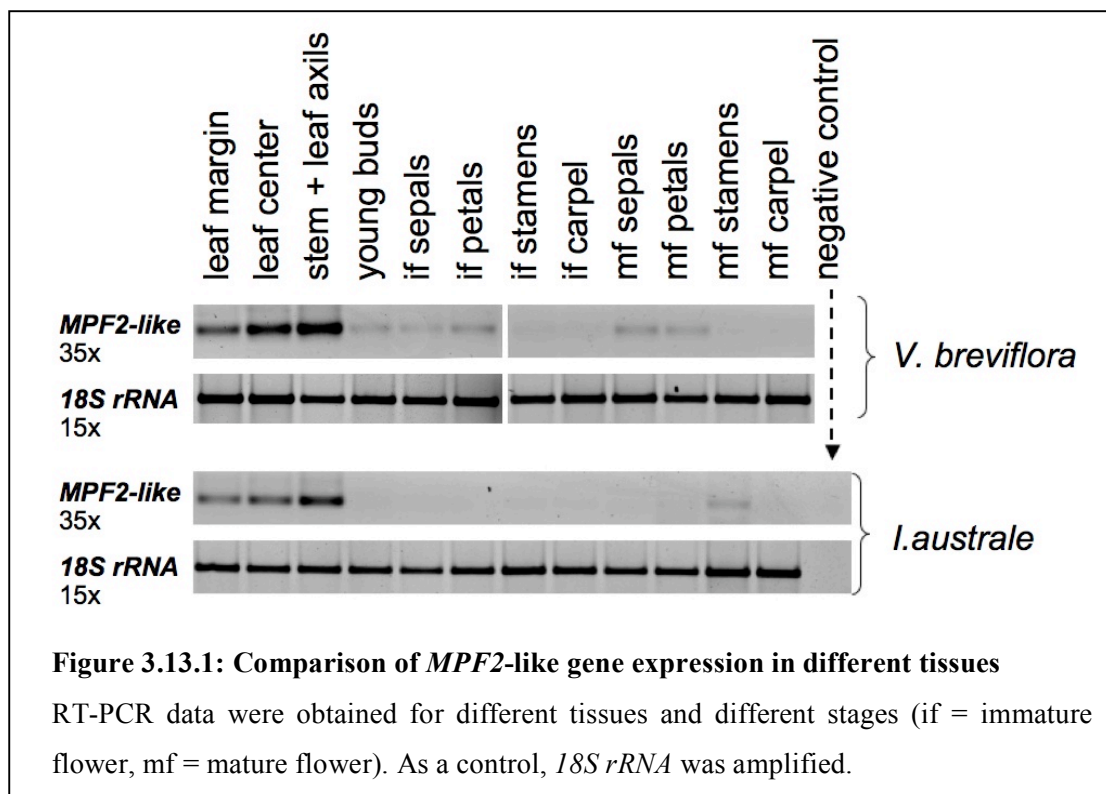 leaf margin
leaf center
stem + leaf axils
young buds
if sepals
if petals
if stamens
if carpel
mf sepals
mf petals
mf stamens
mf carpel
negative control
MPF2-like
35x
18S rRNA
15x
V. breviflora
MPF2-like
35x
18S rRNA
15x
I.australe
Figure 3.13.1: Comparison of MPF2-like gene expression in different tissues
RT-PCR data were obtained for different tissues and different stages (if = immature
flower, mf = mature flower). As a control, 18S rRNA was amplified.